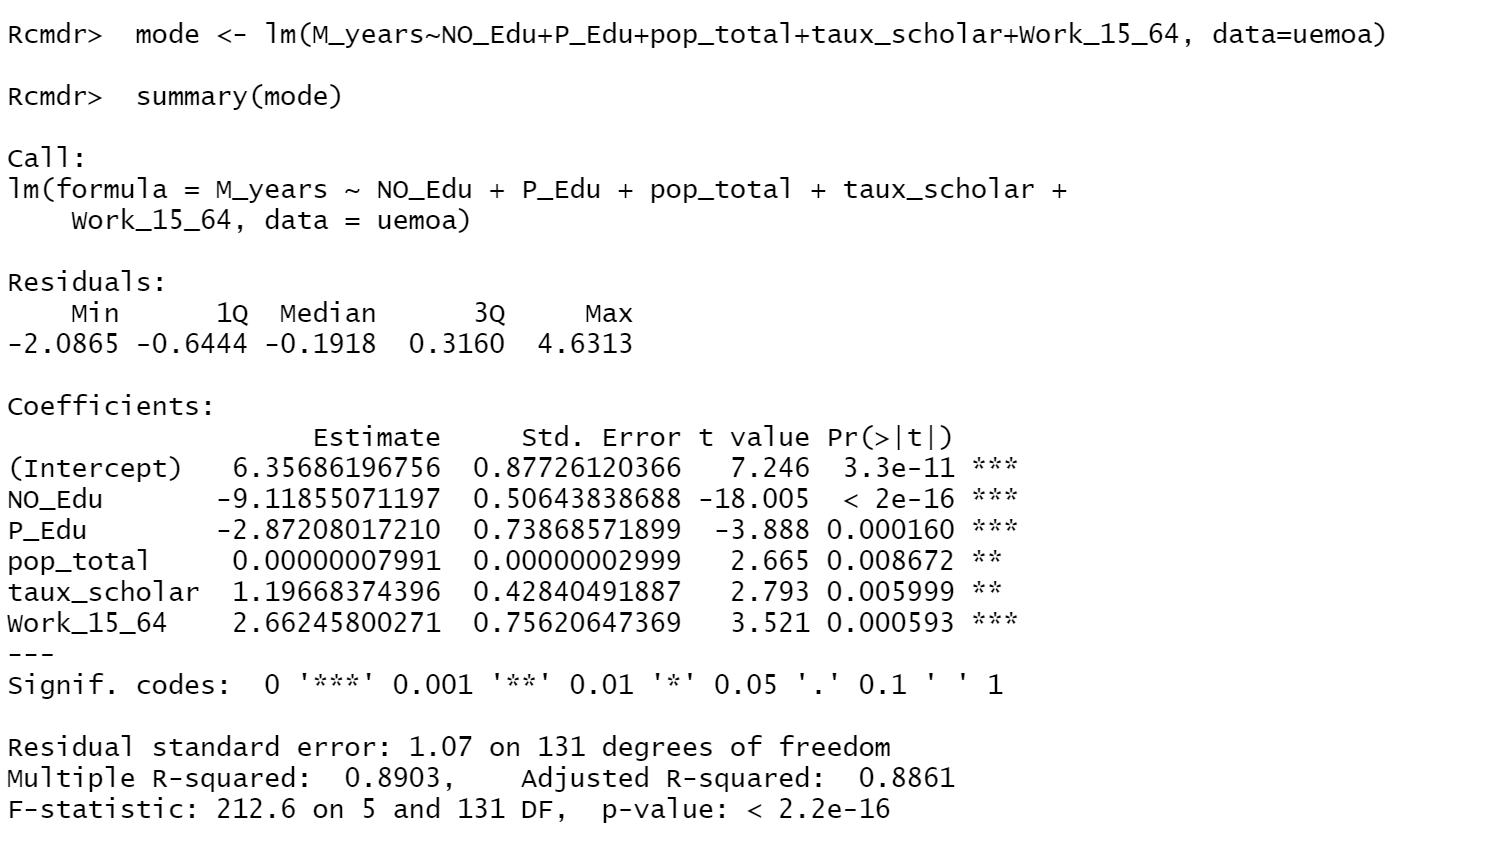 Rcmdr>  mode <- lm(M_years~NO_Edu+P_Edu+pop_total+taux_scholar+Work_15_64, data=uemoa)
Rcmdr>  summary(mode)
Call:
lm(formula = M_years ~ NO_Edu + P_Edu + pop_total + taux_scholar +
    Work_15_64, data = uemoa)
Residuals:
    Min      1Q  Median      3Q     Max
-2.0865 -0.6444 -0.1918  0.3160  4.6313
Coefficients:
                   Estimate     Std. Error t value Pr(>|t|)
(Intercept)   6.35686196756  0.87726120366   7.246  3.3e-11 ***
NO_Edu       -9.11855071197  0.50643838688 -18.005  < 2e-16 ***
P_Edu        -2.87208017210  0.73868571899  -3.888 0.000160 ***
pop_total     0.00000007991  0.00000002999   2.665 0.008672 **
taux_scholar  1.19668374396  0.42840491887   2.793 0.005999 **
Work_15_64    2.66245800271  0.75620647369   3.521 0.000593 ***
---
Signif. codes:  0 '***' 0.001 '**' 0.01 '*' 0.05 '.' 0.1 ' ' 1
Residual standard error: 1.07 on 131 degrees of freedom
Multiple R-squared:  0.8903,    Adjusted R-squared:  0.8861
F-statistic: 212.6 on 5 and 131 DF,  p-value: < 2.2e-16